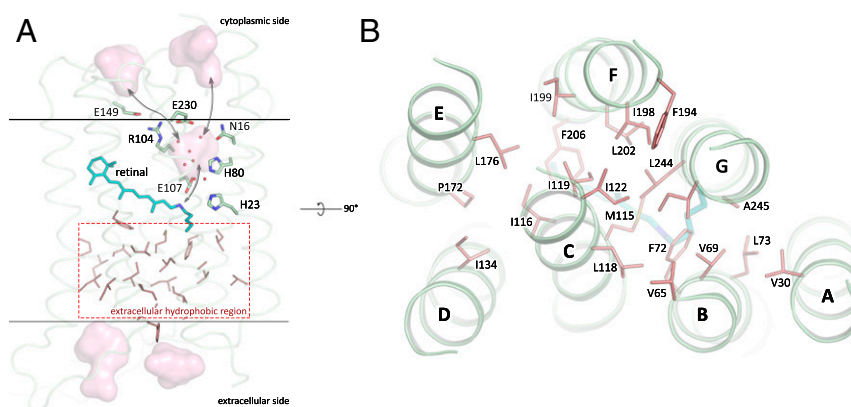 A
cytoplasmic side
E149
E230
R104
N16
retinal
E107
H80
H23
extracellular hydrophobic region
extracellular side
90°
B
F
E
I199
I198
F194
F206
L202
L176
L244
G
P172
I119
I122
A245
I116
M115
C
F72
V69
L73
I134
L118
V30
A
V65
D
B